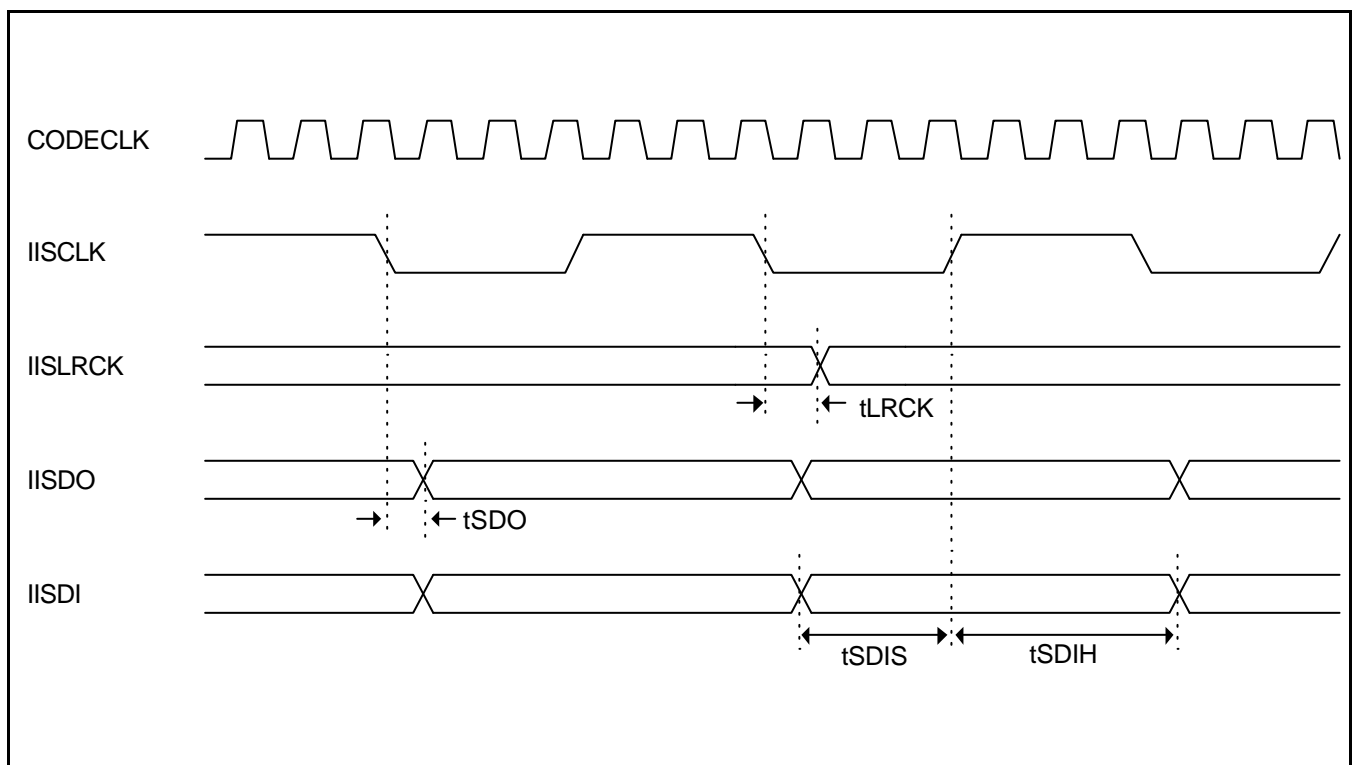 CODECLK
IISCLK
IISLRCK
tLRCK
IISDO
tSDO
IISDI
tSDIS
tSDIH